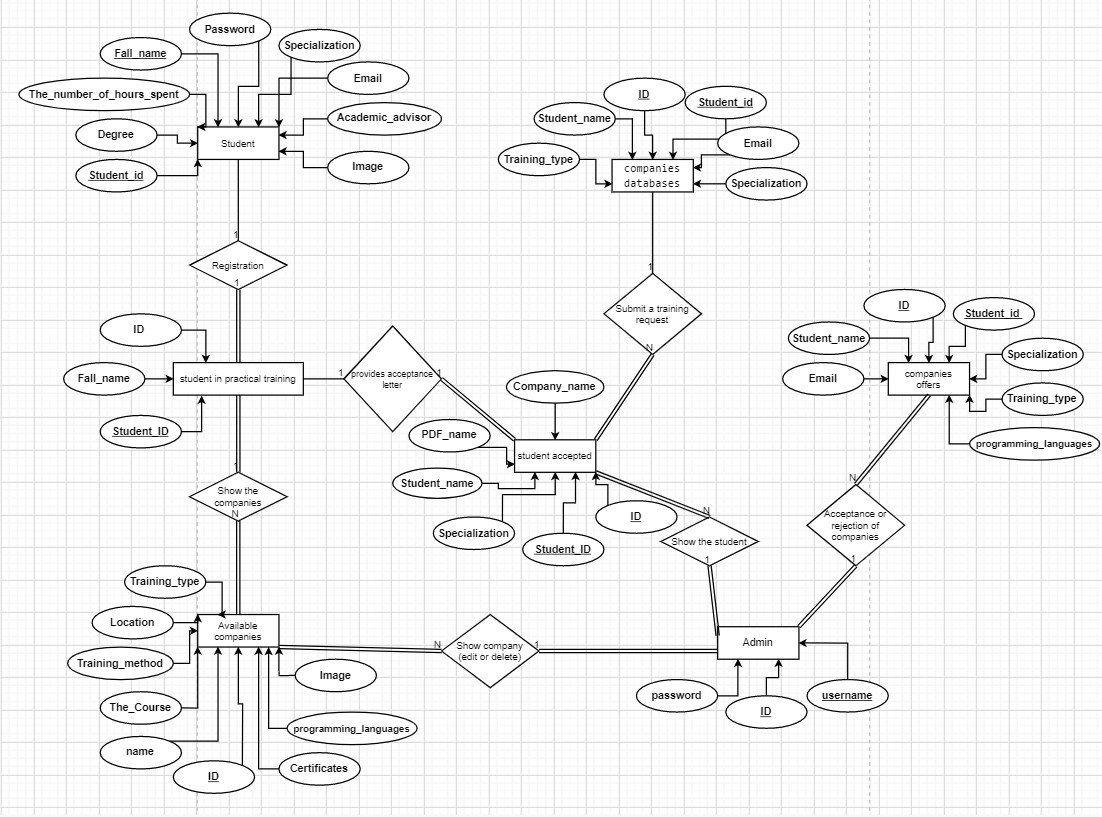 Password
Fall_name
Specialization
The_number_of_hours_spent
Email
Degree
Academic_advisor
Student
Student_id
Image
1
Registration
1
ID
Student_name
Student_id
Training_type
Email
companies
databases
Specialization
1
Submit a training
request
N
ID
Fall_name
student in practical training
Student_ID
1
provides acceptance
letter
1
Company_name
PDF_name
student accepted
Student_name
Specialization
Student_ID
ID
ID
Student_id
Student_name
Specialization
Email
companies
offers
Training_type
programming_languages
N
Acceptance or
rejection of
companies
1
1
Show the
companies
N
N
Show the student
1
Training_type
Location
Available
companies
Training_method
The_Course
name
ID
Certificates
programming_languages
Image
N
Show company
(edit or delete)
1
Admin
password
ID
username